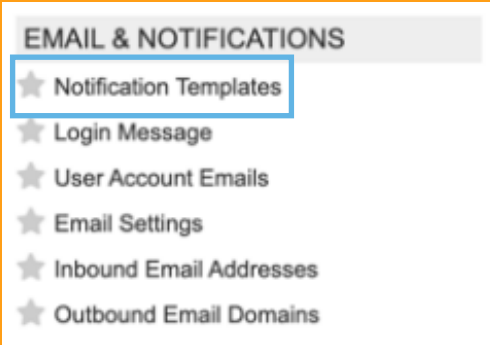 EMAIL & NOTIFICATIONS
Notification Templates
Login Message
User Account Emails
Email Settings
Inbound Email Addresses
Outbound Email Domains